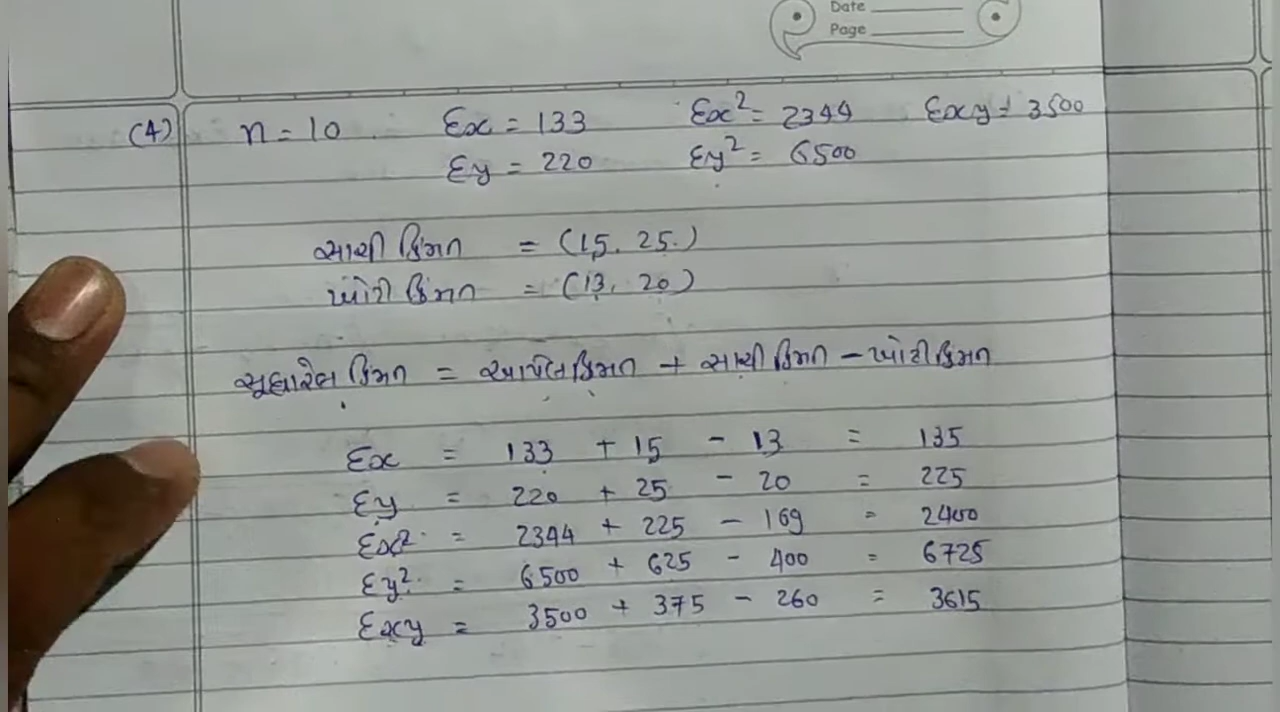 Date
Page
(4) n = 10 Σx = 133 Σx² = 2344 Σxy = 3500
Σy = 220 Σy² = 6500
સાચી કિંમત = (15, 25)
ખોટી કિંમત = (13, 20)
સુધારેલ કિંમત = આપેલ કિંમત + સાચી કિંમત - ખોટી કિંમત
Σx = 133 + 15 - 13 = 135
Σy = 220 + 25 - 20 = 225
Σx² = 2344 + 225 - 169 = 2400
Σy² = 6500 + 625 - 400 = 6725
Σxy = 3500 + 375 - 260 = 3615